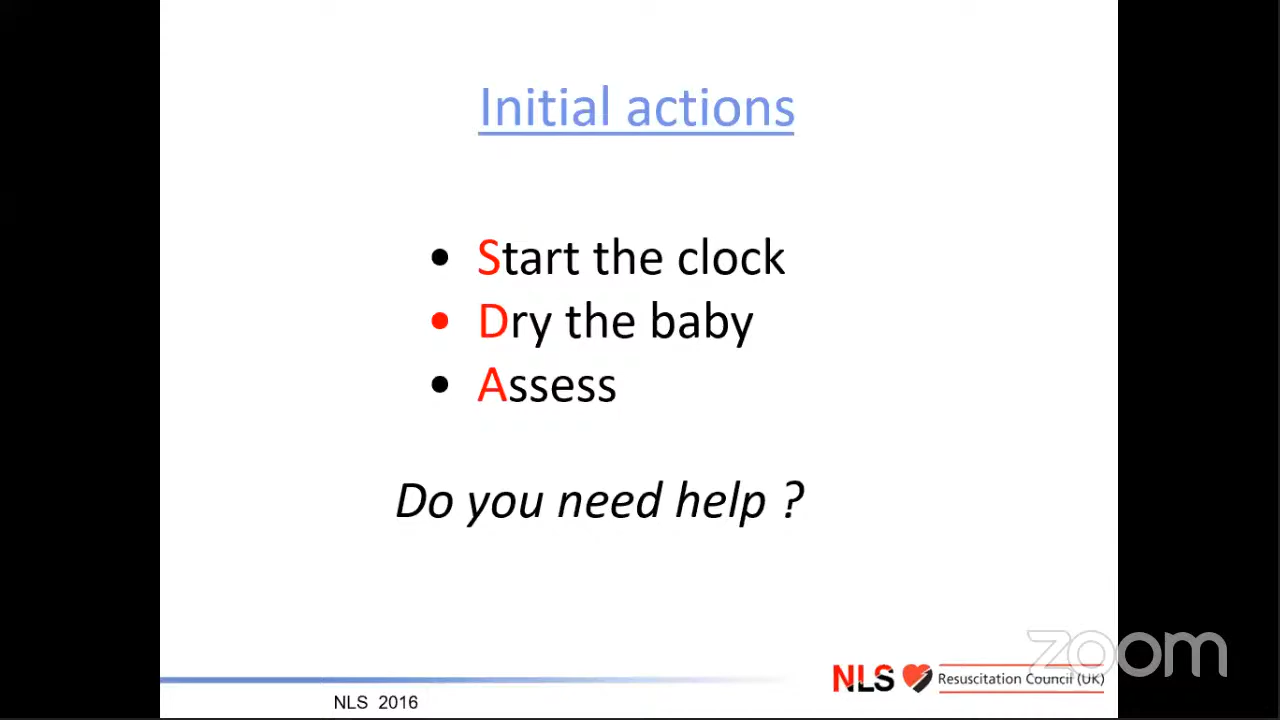 Initial actions
• Start the clock
• Dry the baby
• Assess
Do you need help ?
zoom
NLS Resuscitation Council (UK)
NLS 2016